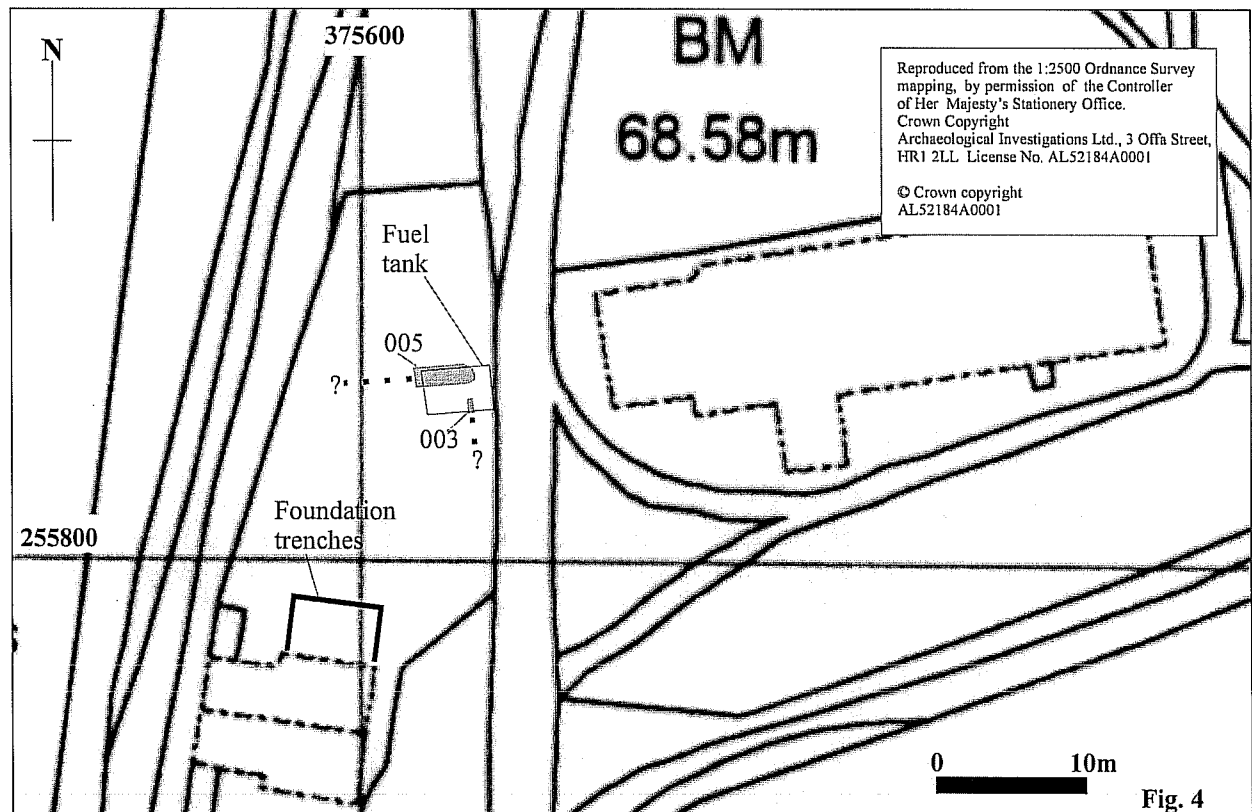 N
375600
BM
68.58m
Reproduced from the 1:2500 Ordnance Survey
mapping, by permission of the Controller
of Her Majesty's Stationery Office.
Crown Copyright
Archaeological Investigations Ltd., 3 Offa Street,
HR1 2LL License No. AL52184A0001
© Crown copyright
AL52184A0001
Fuel
tank
005
?
003
?
Foundation
trenches
255800
0 10m
Fig. 4